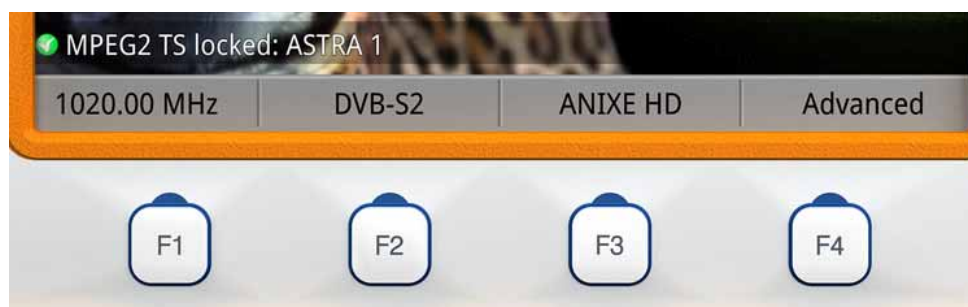 MPEG2 TS locked: ASTRA 1
1020.00 MHz DVB-S2 ANIXE HD Advanced
F1 F2 F3 F4